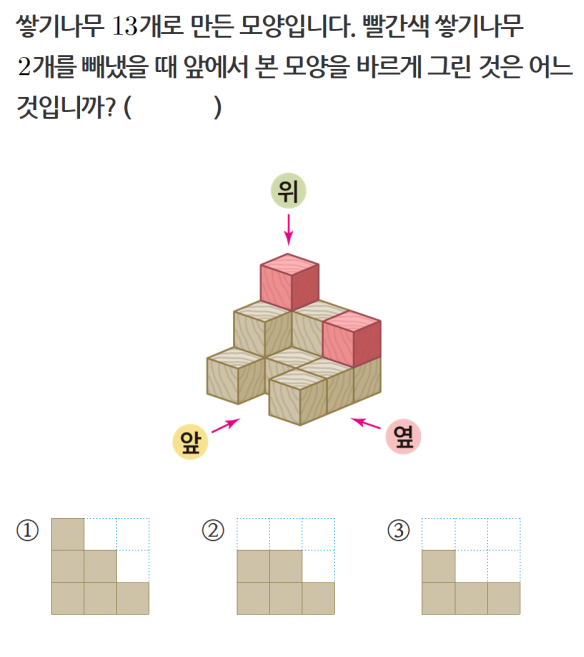 쌓기나무 13개로 만든 모양입니다. 빨간색 쌓기나무
2개를 빼냈을 때 앞에서 본 모양을 바르게 그린 것은 어느
것입니까? (          )
위
앞
옆
① ② ③